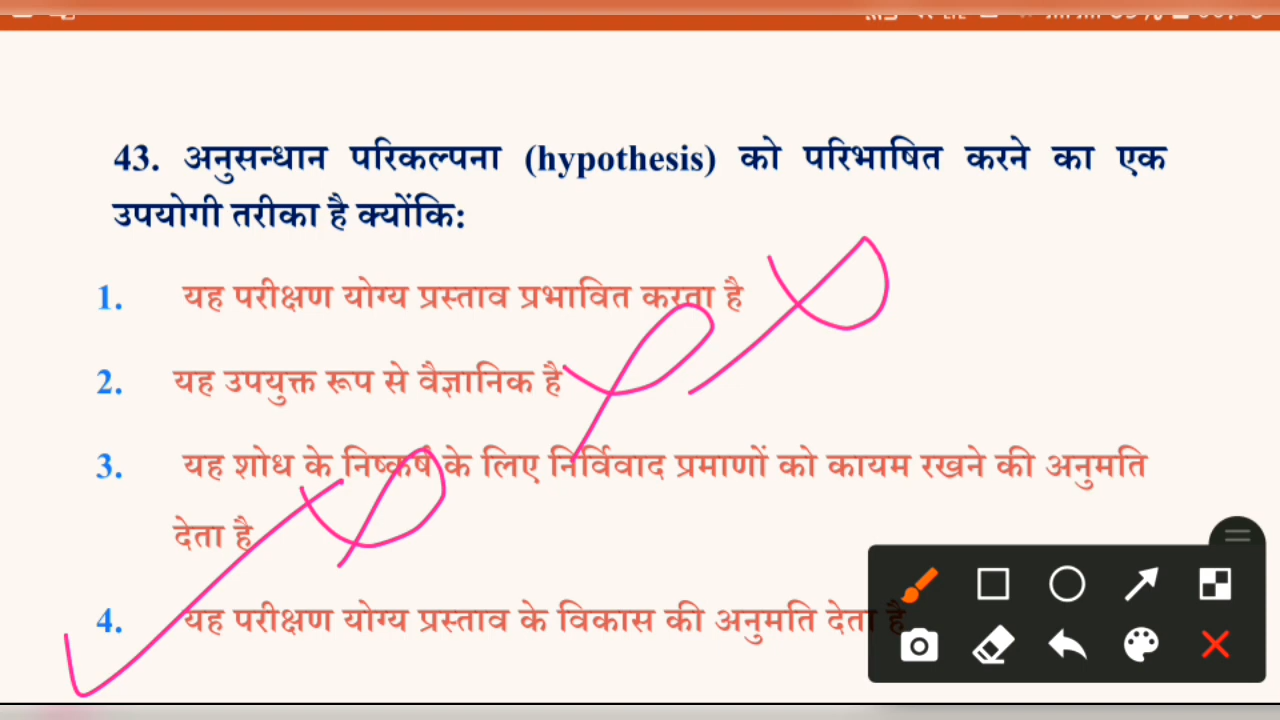 43. अनुसन्धान परिकल्पना (hypothesis) को परिभाषित करने का एक
उपयोगी तरीका है क्योंकि:
1. यह परीक्षण योग्य प्रस्ताव प्रभावित करता है
2. यह उपयुक्त रूप से वैज्ञानिक है
3. यह शोध के निष्कर्ष के लिए निर्विवाद प्रमाणों को कायम रखने की अनुमति
देता है
4. यह परीक्षण योग्य प्रस्ताव के विकास की अनुमति देता है